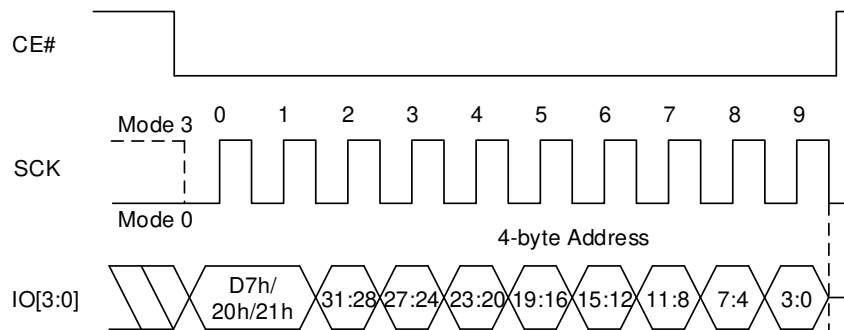 CE#
0 1 2 3 4 5 6 7 8 9
Mode 3
SCK
Mode 0
4-byte Address
IO[3:0]
D7h/
20h/21h
31:28 27:24 23:20 19:16 15:12 11:8 7:4 3:0